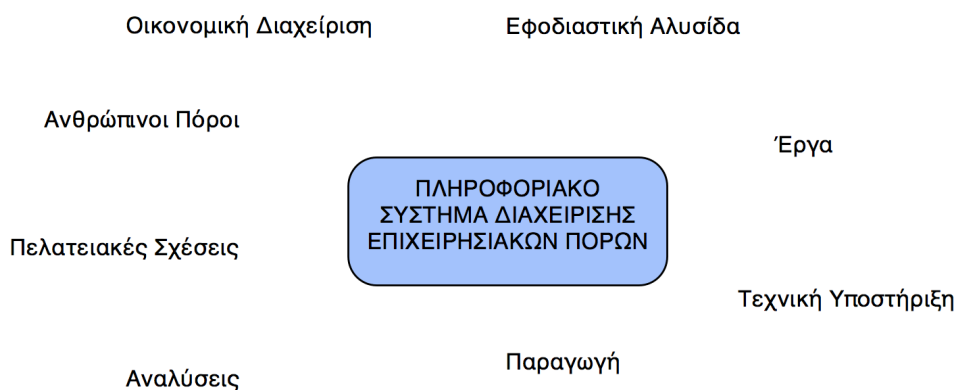 Οικονομική Διαχείριση
Εφοδιαστική Αλυσίδα
Ανθρώπινοι Πόροι
Έργα
ΠΛΗΡΟΦΟΡΙΑΚΟ
ΣΥΣΤΗΜΑ ΔΙΑΧΕΙΡΙΣΗΣ
ΕΠΙΧΕΙΡΗΣΙΑΚΩΝ ΠΟΡΩΝ
Πελατειακές Σχέσεις
Τεχνική Υποστήριξη
Παραγωγή
Αναλύσεις